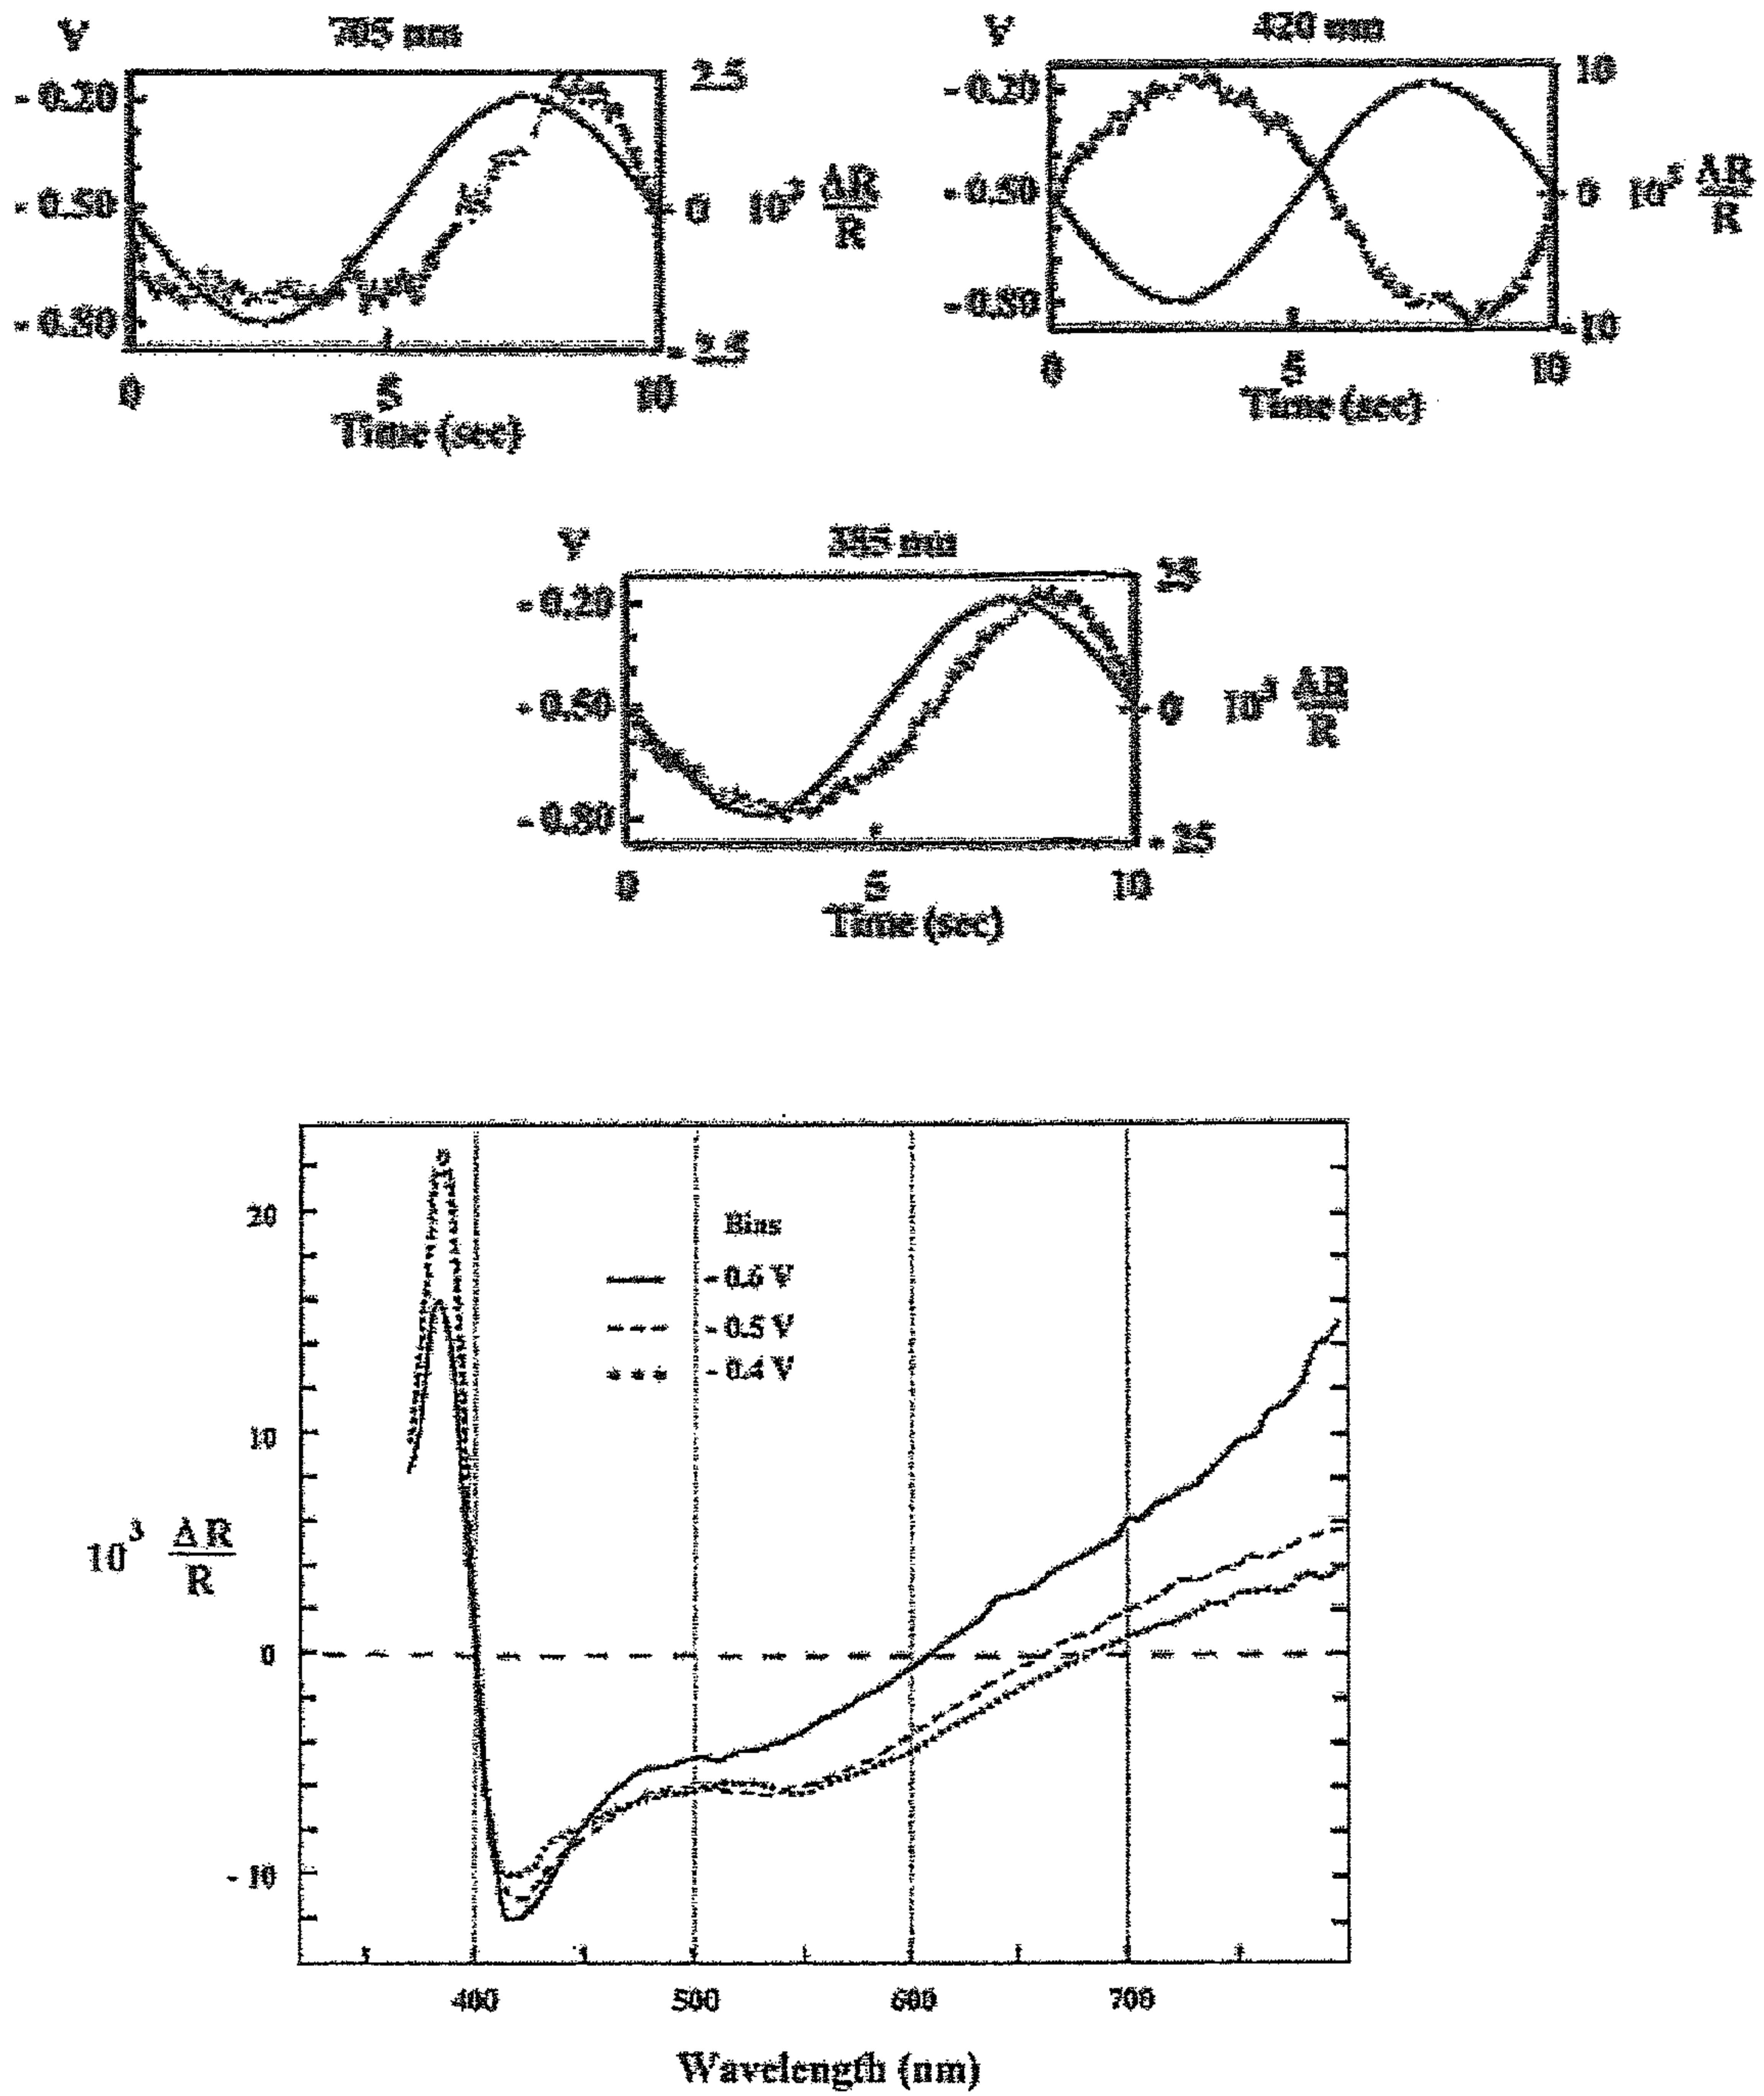 V 705 nm
- 0.20 2.5
- 0.50 0 10³ ΔR/R
- 0.80 - 2.5
0 5 10
Time (sec)
V 420 nm
- 0.20 10
- 0.50 0 10³ ΔR/R
- 0.80 - 10
0 5 10
Time (sec)
V 385 nm
- 0.20 25
- 0.50 0 10³ ΔR/R
- 0.80 - 25
0 5 10
Time (sec)
20
10
0
- 10
10³ ΔR/R
Bias
- 0.6 V
- 0.5 V
- 0.4 V
400 500 600 700
Wavelength (nm)